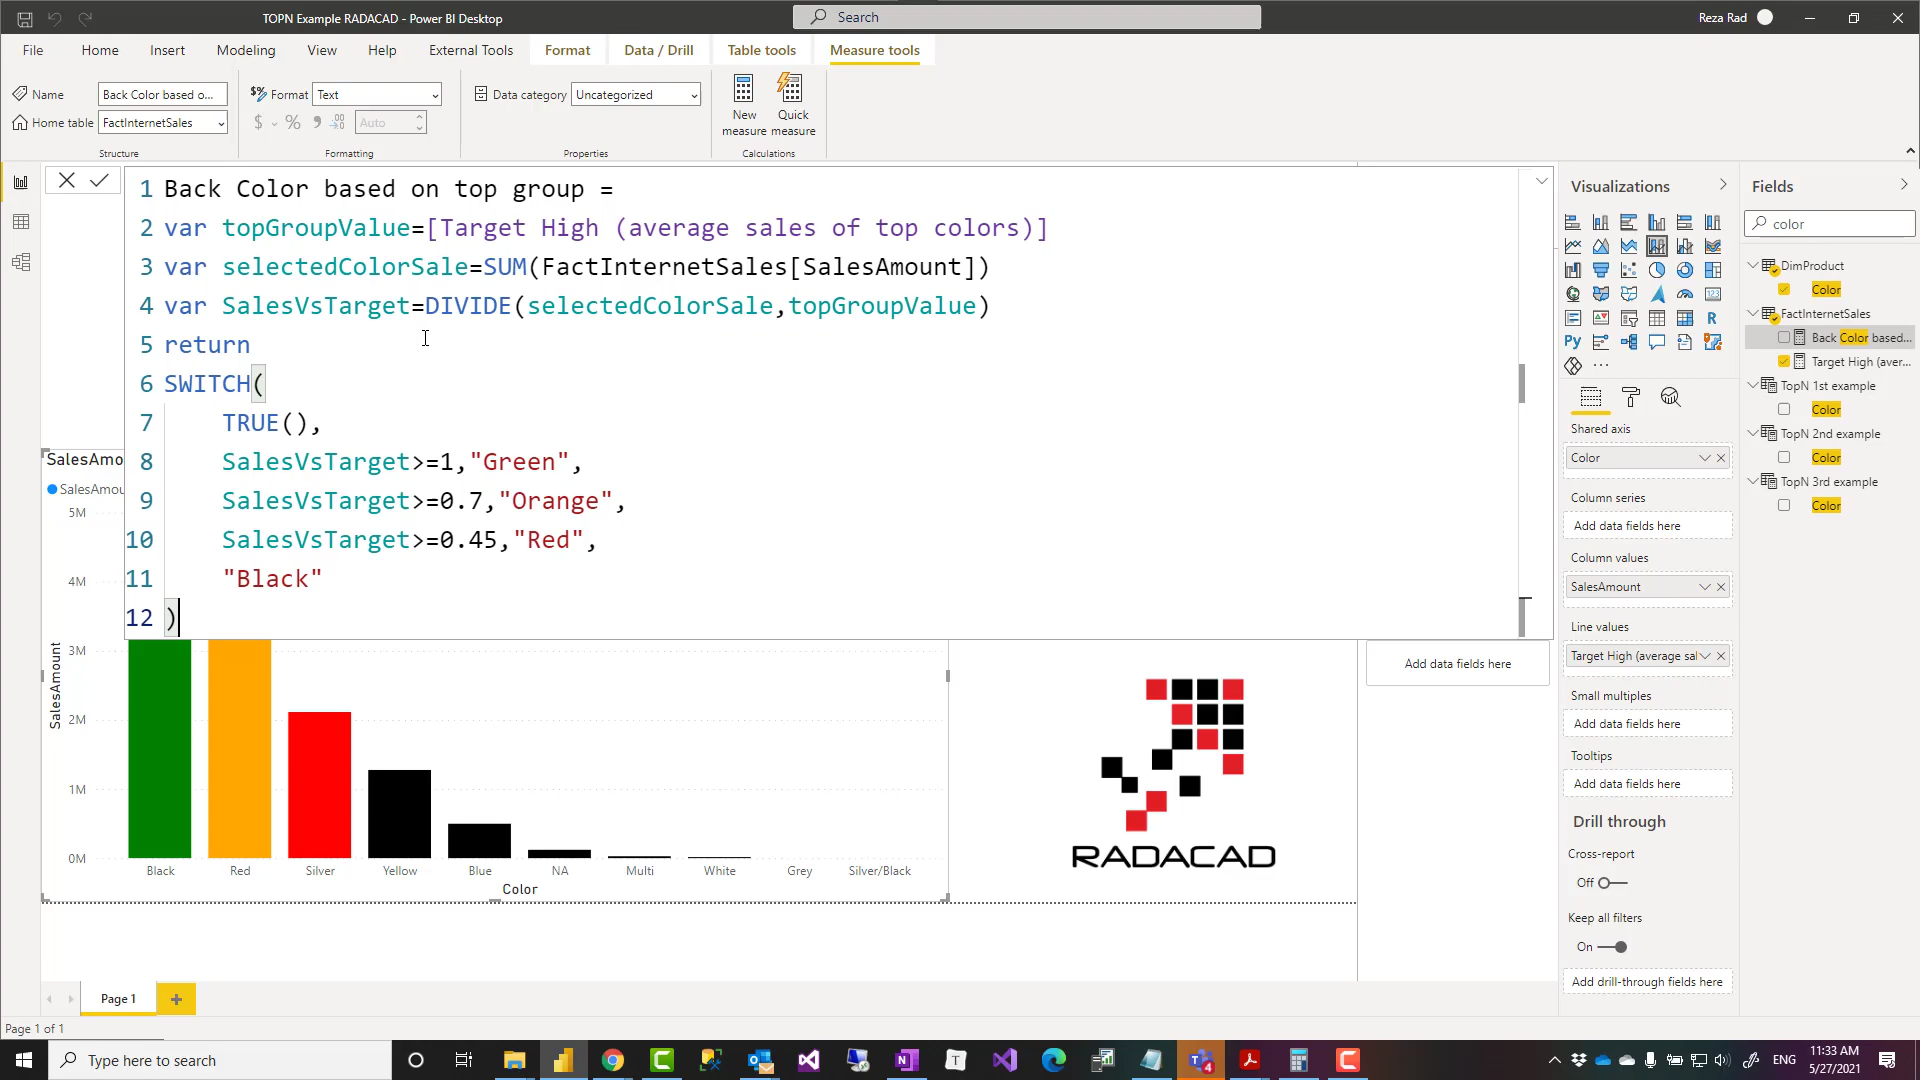 TOPN Example RADACAD - Power BI Desktop
Search
Reza Rad
File Home Insert Modeling View Help External Tools Format Data / Drill Table tools Measure tools
Name Back Color based o...
Home table FactInternetSales
Structure
$% Format Text
$ % 9 Auto
Formatting
Data category Uncategorized
Properties
New measure
Quick measure
Calculations
1 Back Color based on top group =
2 var topGroupValue=[Target High (average sales of top colors)]
3 var selectedColorSale=SUM(FactInternetSales[SalesAmount])
4 var SalesVsTarget=DIVIDE(selectedColorSale,topGroupValue)
5 return
6 SWITCH(
7 TRUE(),
8 SalesVsTarget>=1,"Green",
9 SalesVsTarget>=0.7,"Orange",
10 SalesVsTarget>=0.45,"Red",
11 "Black"
12 )
SalesAmo
SalesAmou
5M
4M
3M
2M
1M
0M
SalesAmount
Black Red Silver Yellow Blue NA Multi White Grey Silver/Black
Color
RADACAD
Add data fields here
Visualizations
R
Py
Shared axis
Color
Column series
Add data fields here
Column values
SalesAmount
Line values
Target High (average sal
Small multiples
Add data fields here
Tooltips
Add data fields here
Drill through
Cross-report
Off
Keep all filters
On
Add drill-through fields here
Fields
color
DimProduct
Color
FactInternetSales
Back Color based...
Target High (aver...
TopN 1st example
Color
TopN 2nd example
Color
TopN 3rd example
Color
Page 1
Page 1 of 1
Type here to search
4
ENG
11:33 AM
5/27/2021